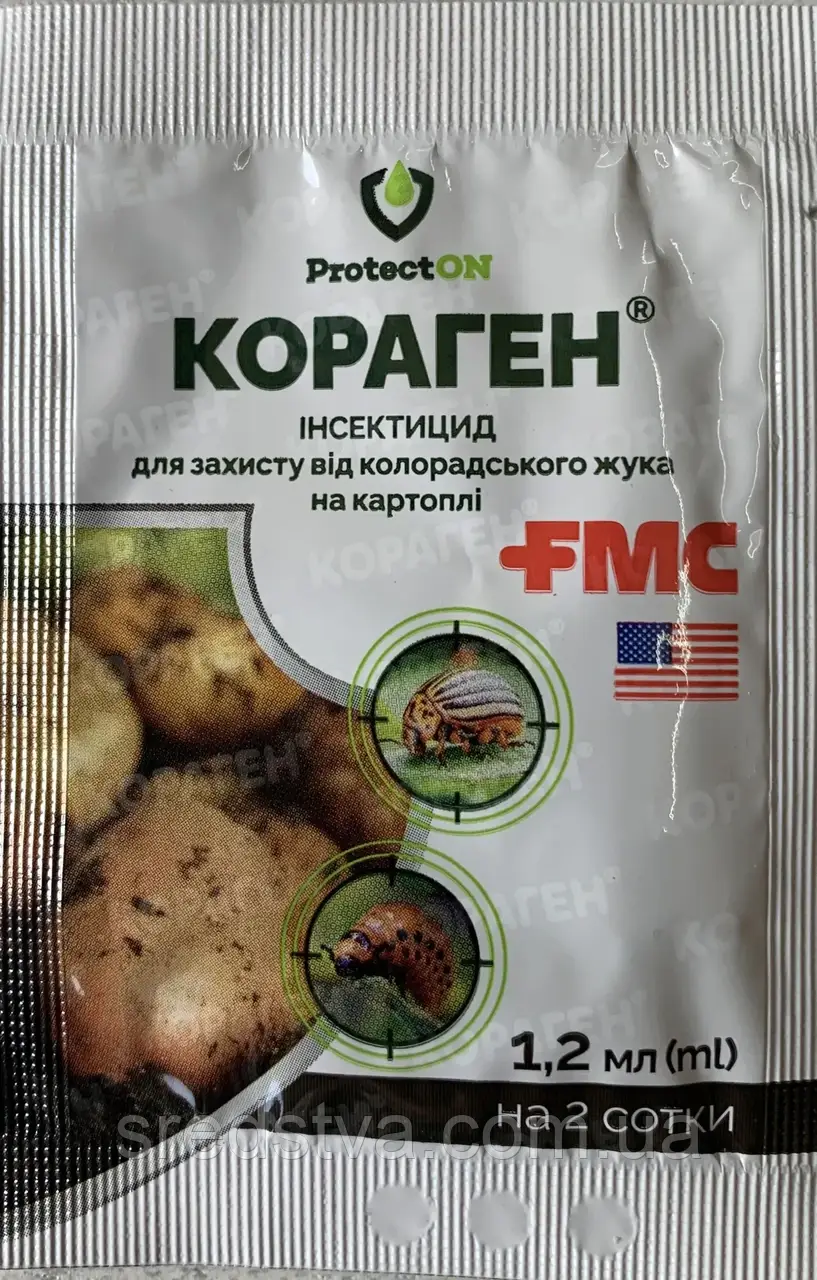 ProtectON
КОРАГЕН®
ІНСЕКТИЦИД
для захисту від колорадського жука
на картоплі
FMC
1,2 мл (ml)
на 2 сотки
sredstva.com.ua